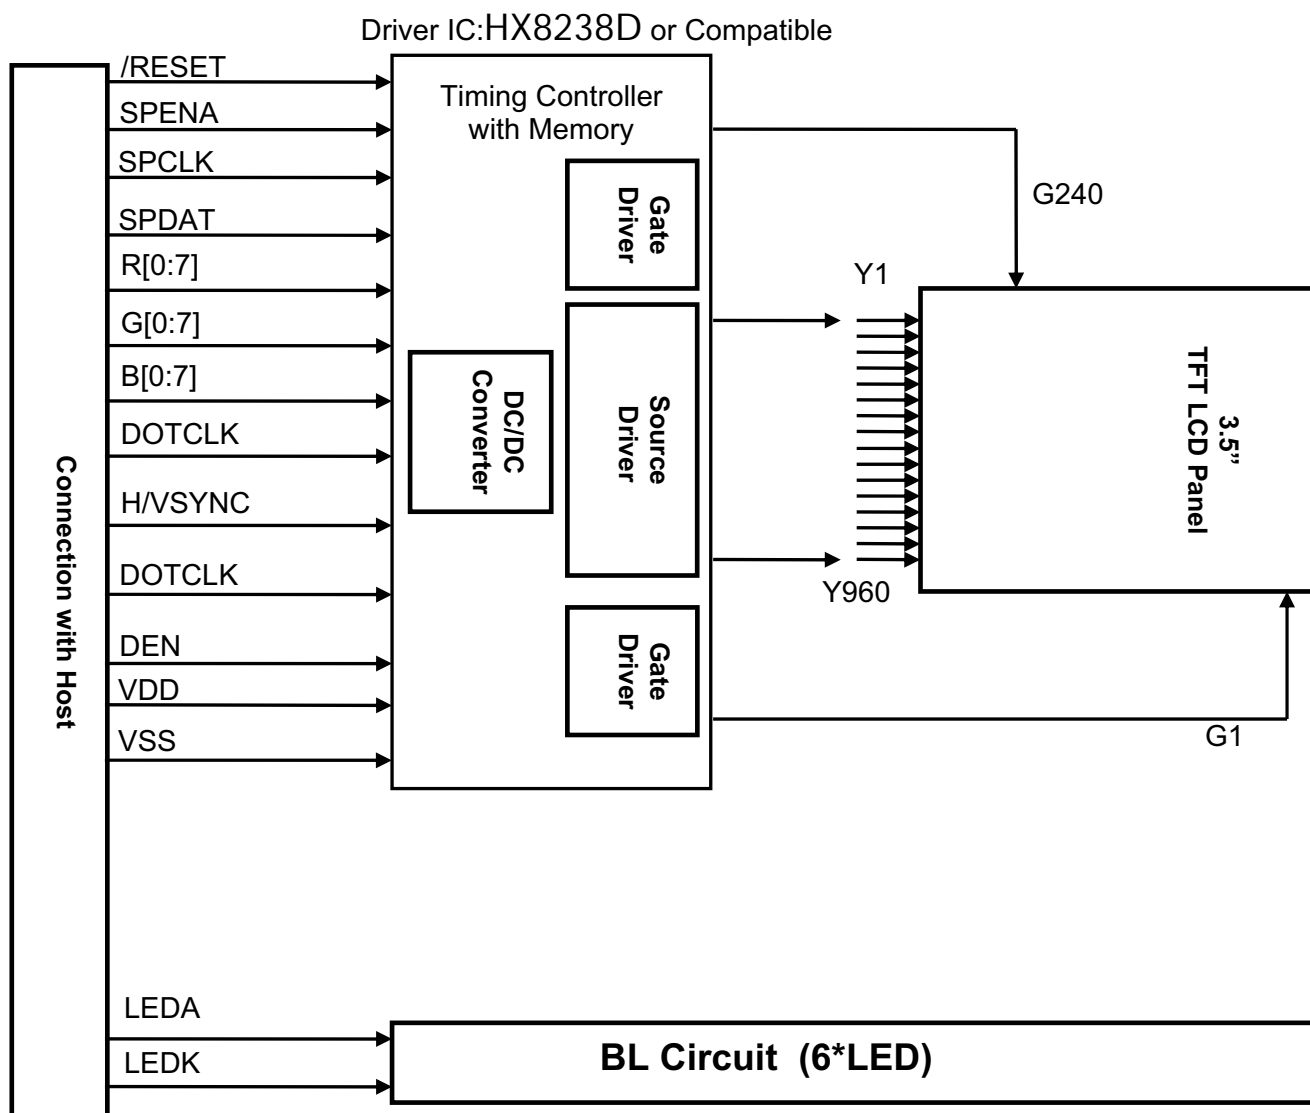 Driver IC:HX8238D or Compatible
/RESET
SPENA
SPCLK
SPDAT
R[0:7]
G[0:7]
B[0:7]
DOTCLK
H/VSYNC
DOTCLK
DEN
VDD
VSS
Connection with Host
Timing Controller
with Memory
Gate
Driver
DC/DC
Converter
Source
Driver
Gate
Driver
G240
Y1
Y960
G1
3.5”
TFT LCD Panel
LEDA
LEDK
BL Circuit (6*LED)